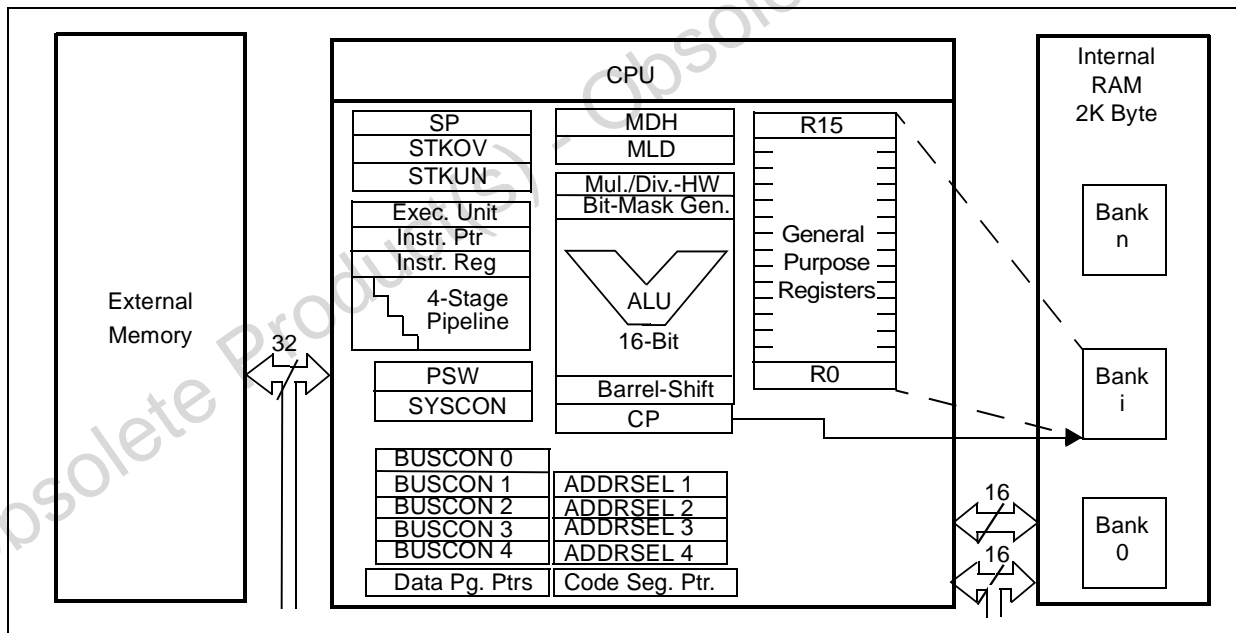 CPU
External
Memory
32
SP
STKOV
STKUN
Exec. Unit
Instr. Ptr
Instr. Reg
4-Stage
Pipeline
PSW
SYSCON
BUSCON 0
BUSCON 1
BUSCON 2
BUSCON 3
BUSCON 4
Data Pg. Ptrs
MDH
MLD
Mul./Div.-HW
Bit-Mask Gen.
ALU
16-Bit
Barrel-Shift
CP
ADDRSEL 1
ADDRSEL 2
ADDRSEL 3
ADDRSEL 4
Code Seg. Ptr.
R15
General
Purpose
Registers
R0
16
16
Internal
RAM
2K Byte
Bank
n
Bank
i
Bank
0
Obsolete Product(s) - Obsole